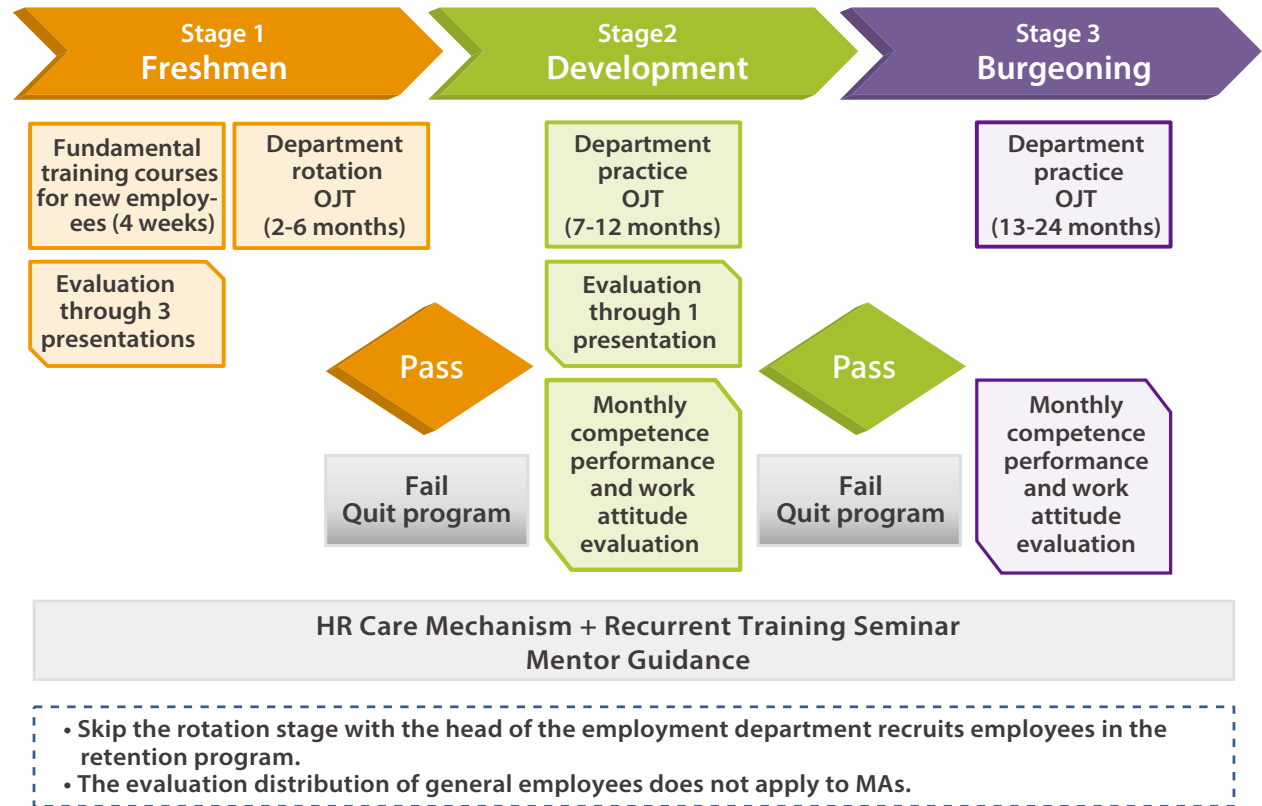 Stage 1
Freshmen
Stage2
Development
Stage 3
Burgeoning
Fundamental
training courses
for new employ-
ees (4 weeks)
Department
rotation
OJT
(2-6 months)
Department
practice
OJT
(7-12 months)
Department
practice
OJT
(13-24 months)
Evaluation
through 3
presentations
Pass
Fail
Quit program
Evaluation
through 1
presentation
Monthly
competence
performance
and work
attitude
evaluation
Pass
Fail
Quit program
Monthly
competence
performance
and work
attitude
evaluation
HR Care Mechanism + Recurrent Training Seminar
Mentor Guidance
• Skip the rotation stage with the head of the employment department recruits employees in the
retention program.
• The evaluation distribution of general employees does not apply to MAs.